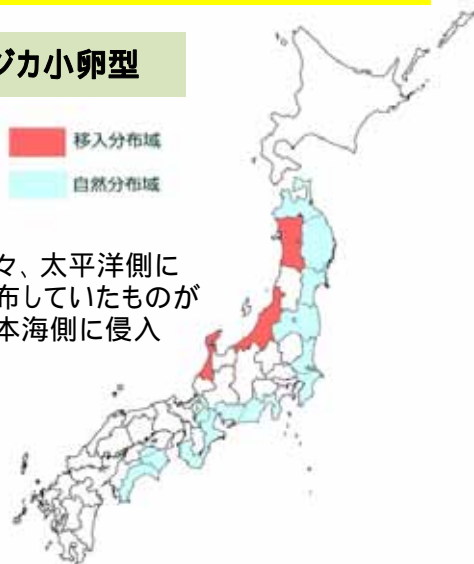 ジカ小卵型
移入分布域
自然分布域
々、太平洋側に
布していたものが
本海側に侵入